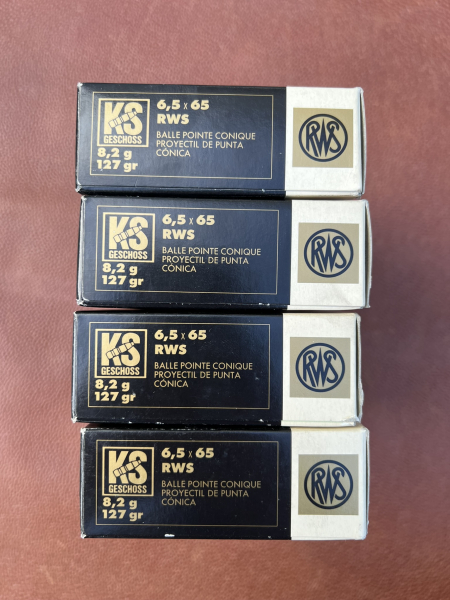 KS
GESCHOSS
8,2 g
127 gr
6,5 x 65
RWS
BALLE POINTE CONIQUE
PROYECTIL DE PUNTA
CÓNICA
RWS
KS
GESCHOSS
8,2 g
127 gr
6,5 x 65
RWS
BALLE POINTE CONIQUE
PROYECTIL DE PUNTA
CÓNICA
RWS
KS
GESCHOSS
8,2 g
127 gr
6,5 x 65
RWS
BALLE POINTE CONIQUE
PROYECTIL DE PUNTA
CÓNICA
RWS
KS
GESCHOSS
8,2 g
127 gr
6,5 x 65
RWS
BALLE POINTE CONIQUE
PROYECTIL DE PUNTA
CÓNICA
RWS